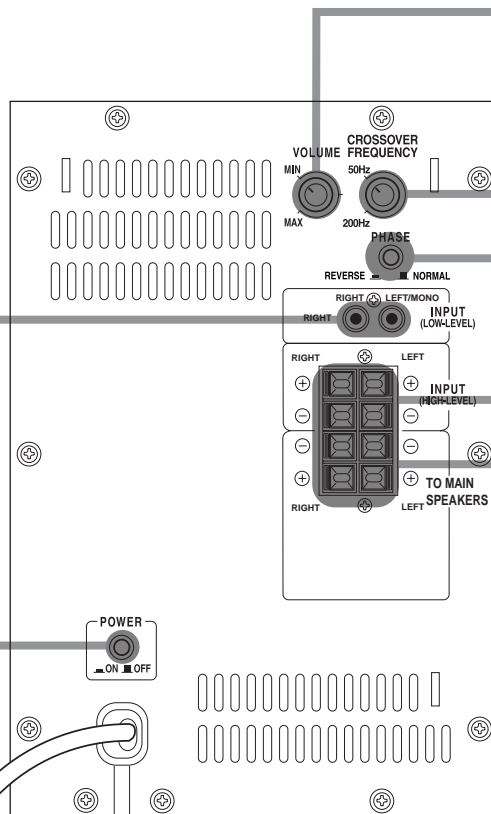 CROSSOVER
VOLUME FREQUENCY
MIN 50Hz
MAX 200Hz
PHASE
REVERSE NORMAL
RIGHT LEFT/MONO
RIGHT INPUT
(LOW-LEVEL)
RIGHT LEFT
+ + INPUT
− − (HIGH-LEVEL)
− −
+ + TO MAIN
RIGHT LEFT SPEAKERS
POWER
ON OFF